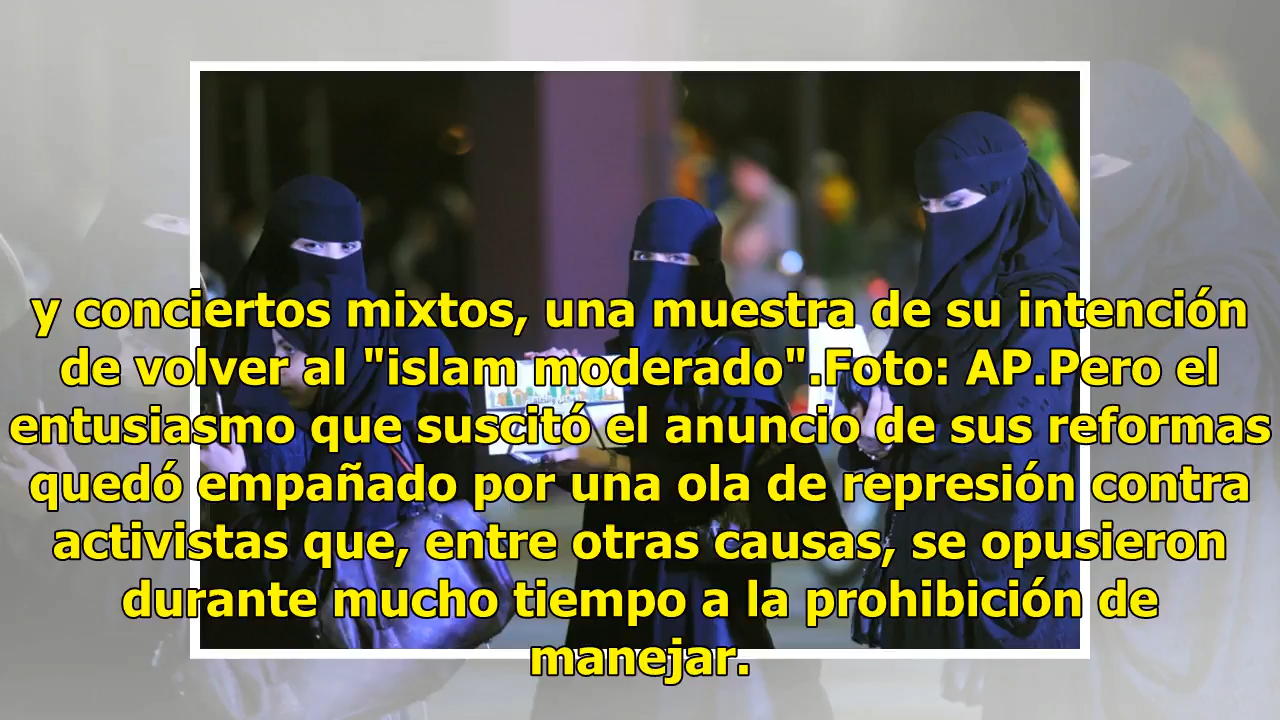 y conciertos mixtos, una muestra de su intención
de volver al "islam moderado".Foto: AP.Pero el
entusiasmo que suscitó el anuncio de sus reformas
quedó empañado por una ola de represión contra
activistas que, entre otras causas, se opusieron
durante mucho tiempo a la prohibición de
manejar.